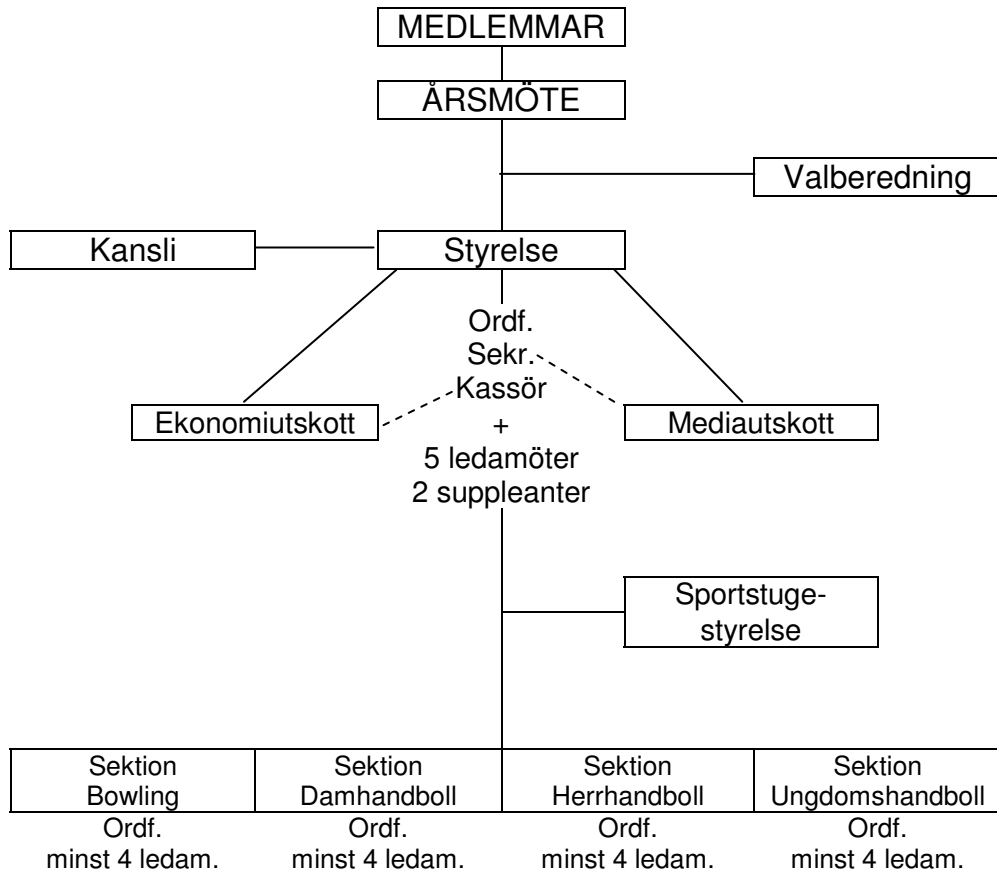 MEDLEMMAR
ÅRSMÖTE
Valberedning
Kansli
Styrelse
Ordf.
Sekr.
Kassör
Ekonomiutskott
+
Mediautskott
5 ledamöter
2 suppleanter
Sportstuge-
styrelse
Sektion
Bowling
Sektion
Damhandboll
Sektion
Herrhandboll
Sektion
Ungdomshandboll
Ordf.
minst 4 ledam.
Ordf.
minst 4 ledam.
Ordf.
minst 4 ledam.
Ordf.
minst 4 ledam.